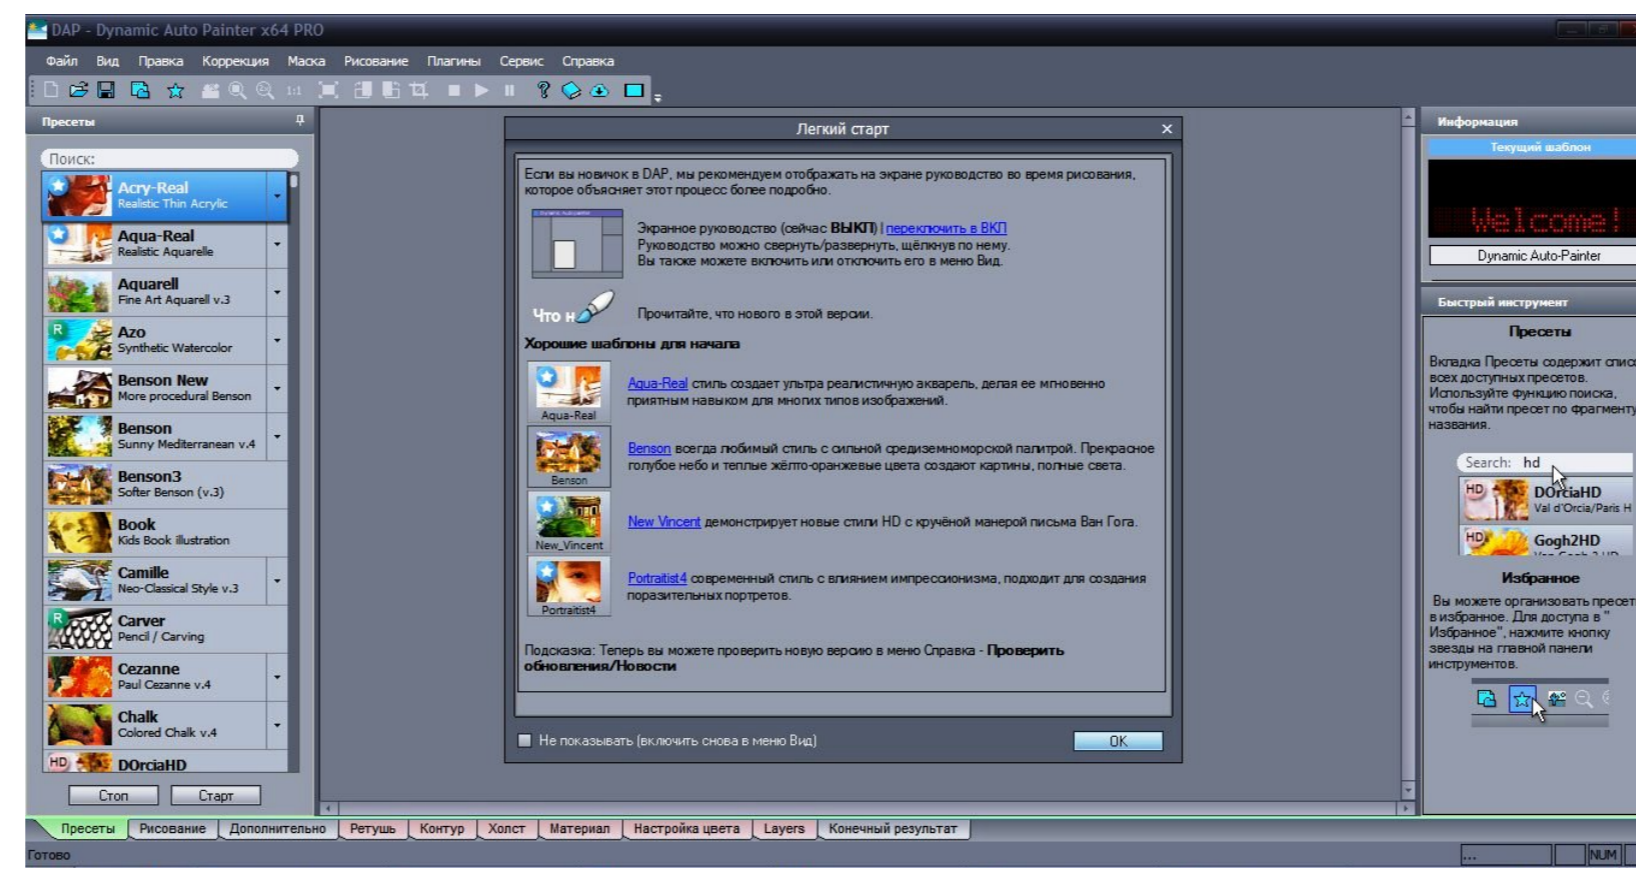 DAP - Dynamic Auto Painter x64 PRO
Файл Вид Правка Коррекция Маска Рисование Плагины Сервис Справка
1:1
Пресеты
Поиск:
Acry-Real
Realistic Thin Acrylic
Aqua-Real
Realistic Aquarelle
Aquarell
Fine Art Aquarell v.3
R
Azo
Synthetic Watercolor
Benson New
More procedural Benson
Benson
Sunny Mediterranean v.4
Benson3
Softer Benson (v.3)
Book
Kids Book illustration
Camille
Neo-Classical Style v.3
R
Carver
Pencil / Carving
Cezanne
Paul Cezanne v.4
Chalk
Colored Chalk v.4
HD
DOrciaHD
Стоп Старт
Легкий старт
Если вы новичок в DAP, мы рекомендуем отображать на экране руководство во время рисования,
которое объясняет этот процесс более подробно.
Экранное руководство (сейчас ВЫКП) | переключить в ВКП
Руководство можно свернуть/развернуть, щёлкнув по нему.
Вы также можете включить или отключить его в меню Вид.
Что н
Прочитайте, что нового в этой версии.
Хорошие шаблоны для начала
Aqua-Real стиль создает ультра реалистичную акварель, делая ее мгновенно
приятным навыком для многих типов изображений.
Aqua-Real
Benson всегда любимый стиль с сильной средиземноморской палитрой. Прекрасное
голубое небо и теплые жёлто-оранжевые цвета создают картины, полные света.
Benson
New Vincent демонстрирует новые стили HD с кручёной манерой письма Ван Гога.
New_Vincent
Portraitist4 современный стиль с влиянием импрессионизма, подходит для создания
поразительных портретов.
Portraitist4
Подсказка: Теперь вы можете проверить новую версию в меню Справка - Проверить
обновления/Новости
Не показывать (включить снова в меню Вид)
OK
Информация
Текущий шаблон
Welcome!
Dynamic Auto-Painter
Быстрый инструмент
Пресеты
Вкладка Пресеты содержит списо
всех доступных пресетов.
Используйте функцию поиска,
чтобы найти пресет по фрагменту
названия.
Search: hd
HD
DOrciaHD
Val d'Orcia/Paris H
HD
Gogh2HD
Избранное
Вы можете организовать пресет
в избранное. Для доступа в "
Избранное", нажмите кнопку
звезды на главной панели
инструментов.
Пресеты Рисование Дополнительно Ретушь Контур Холст Материал Настройка цвета Layers Конечный результат
Готово
... NUM